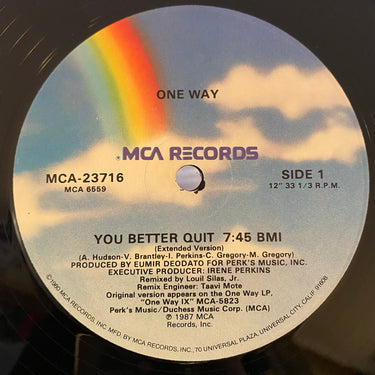 ONE WAY
MCA RECORDS
MCA-23716
MCA 6559
SIDE 1
12" 33 1/3 R.P.M.
YOU BETTER QUIT 7:45 BMI
(Extended Version)
(A. Hudson-V. Brantley-I. Perkins-C. Gregory-M. Gregory)
PRODUCED BY EUMIR DEODATO FOR PERK'S MUSIC, INC.
EXECUTIVE PRODUCER: IRENE PERKINS
Remixed by Louil Silas, Jr.
Remix Engineer: Taavi Mote
Original version appears on the One Way LP,
"One Way IX" MCA-5823
Perk's Music/Duchess Music Corp. (MCA)
℗ 1987 MCA
Records, Inc.
©1980 MCA RECORDS, INC. MFD. BY MCA RECORDS, INC., 70 UNIVERSAL PLAZA, UNIVERSAL CITY, CALIF. 91608